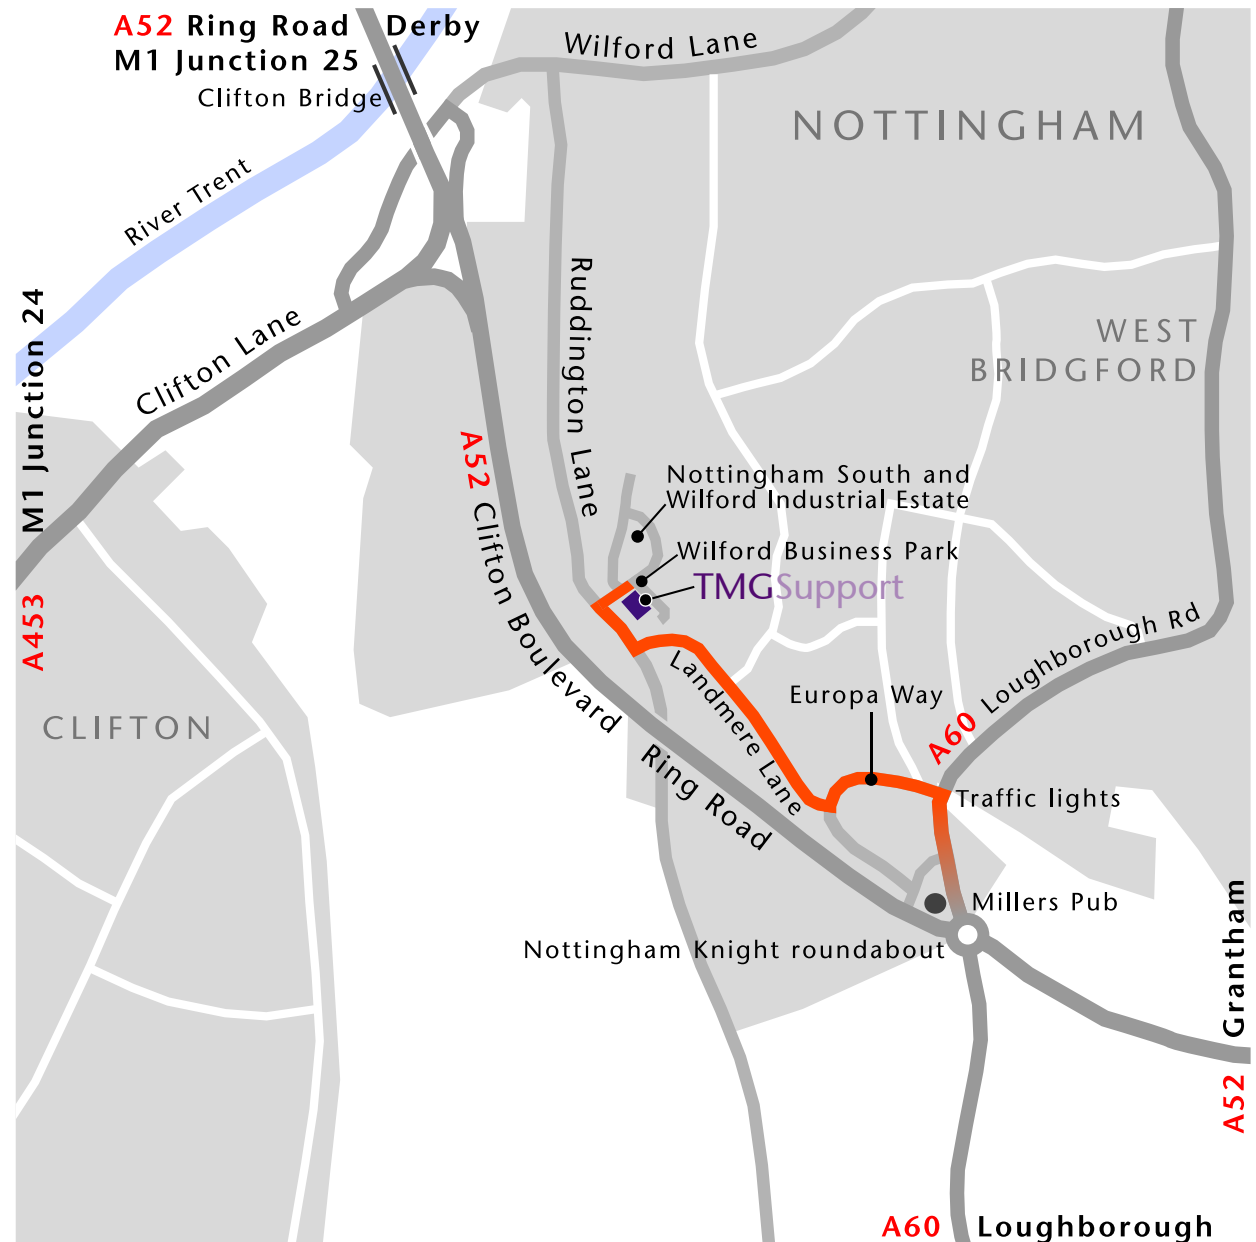 A52 Ring Road Derby
M1 Junction 25
Clifton Bridge
Wilford Lane
NOTTINGHAM
River Trent
M1 Junction 24
A453
Clifton Lane
Ruddington Lane
WEST
BRIDGFORD
A52 Clifton Boulevard Ring Road
Nottingham South and
Wilford Industrial Estate
Wilford Business Park
TMGSupport
A60 Loughborough Rd
Landmere Lane
Europa Way
CLIFTON
Traffic lights
Millers Pub
Nottingham Knight roundabout
A52 Grantham
A60 Loughborough